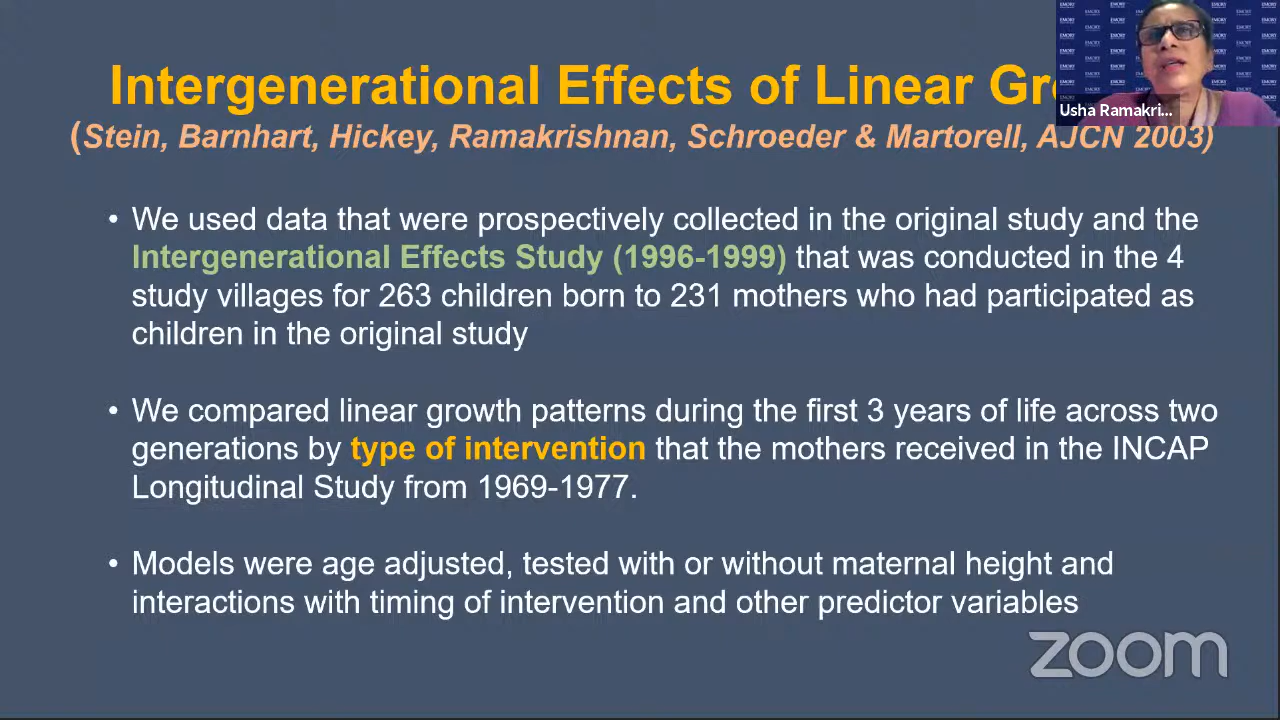 Intergenerational Effects of Linear
(Stein, Barnhart, Hickey, Ramakrishnan, Schroeder & Martorell, AJCN 2003)
Usha Ramakri...
• We used data that were prospectively collected in the original study and the
Intergenerational Effects Study (1996-1999) that was conducted in the 4
study villages for 263 children born to 231 mothers who had participated as
children in the original study
• We compared linear growth patterns during the first 3 years of life across two
generations by type of intervention that the mothers received in the INCAP
Longitudinal Study from 1969-1977.
• Models were age adjusted, tested with or without maternal height and
interactions with timing of intervention and other predictor variables
zoom